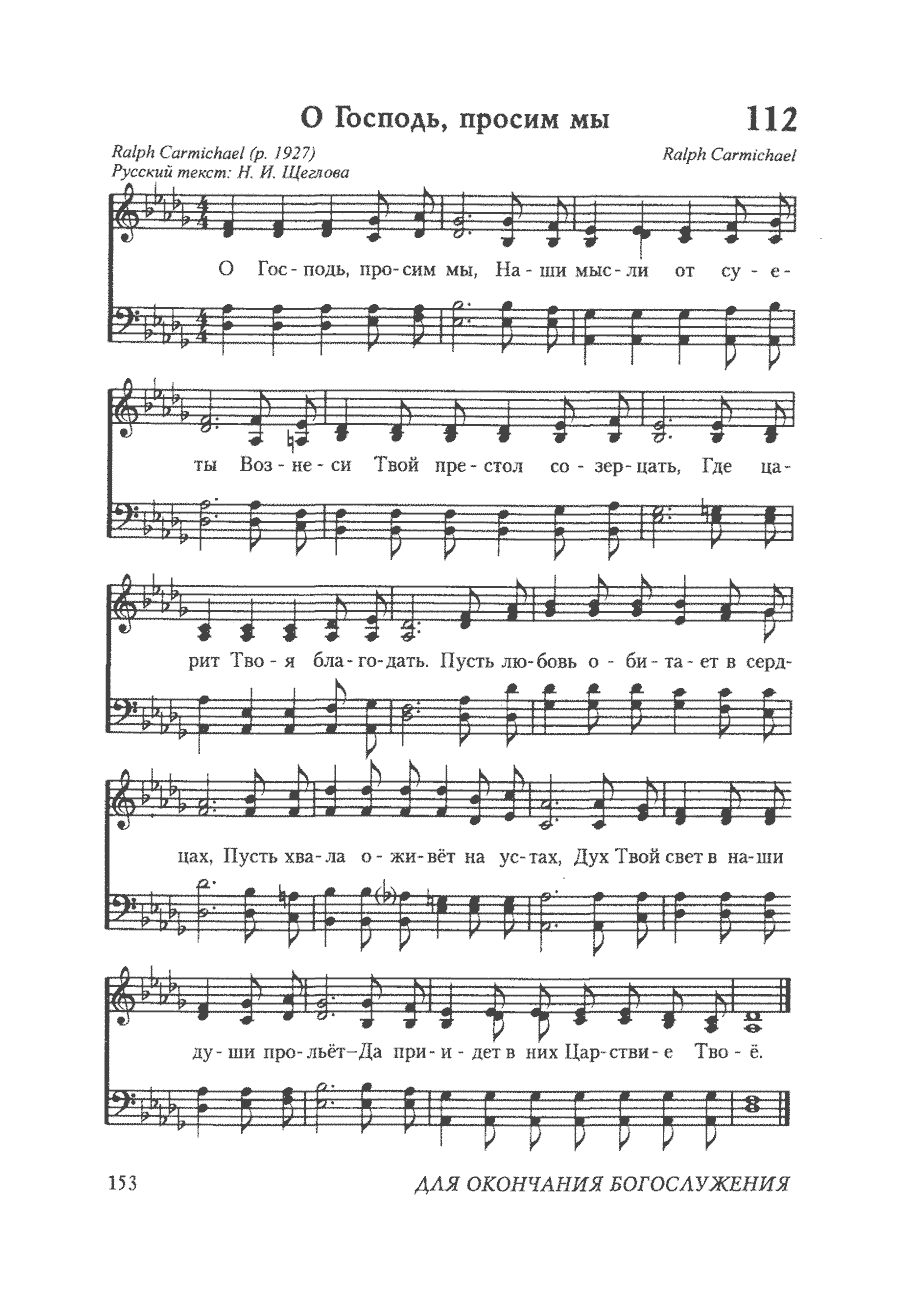 О Господь, просим мы 112
Ralph Carmichael (р. 1927) Ralph Carmichael
Русский текст: Н. И. Щеглова
О Гос - подь, про - сим мы, На - ши мыс - ли от су - е -
ты Воз - не - си Твой пре - стол со - зер - цать, Где ца -
рит Тво - я бла - го - дать. Пусть лю - бовь о - би - та - ет в серд -
цах, Пусть хва - ла о - жи - вёт на ус - тах, Дух Твой свет в на - ши
ду - ши про - льёт—Да при - и - дет в них Цар - стви - е Тво - ё.
153 ДЛЯ ОКОНЧАНИЯ БОГОСЛУЖЕНИЯ